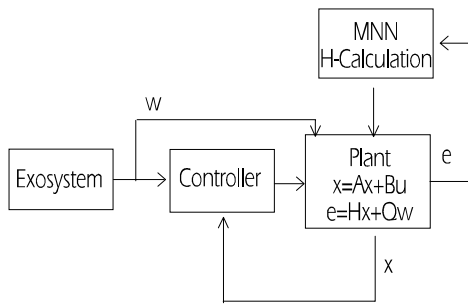 MNN
H-Calculation
W
Exosystem
Controller
Plant
x=Ax+Bu
e=Hx+Qw
e
x